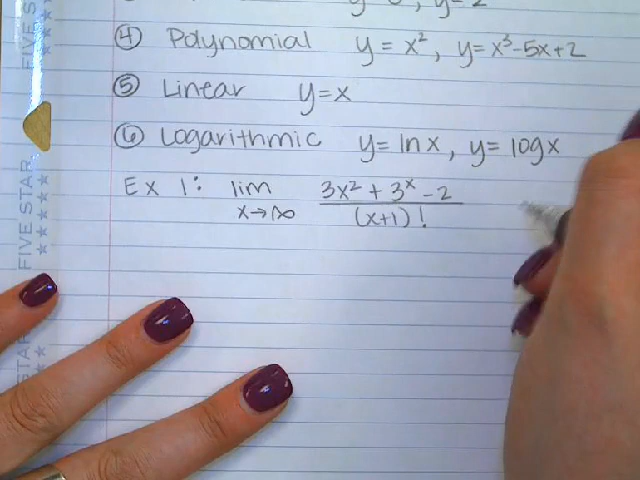 ④ Polynomial y = x², y = x³-5x+2
⑤ Linear y=x
⑥ Logarithmic y= ln x, y= log x
Ex 1: lim x→∞ (3x² + 3ˣ - 2)/(x+1)!
FIVE STAR
FIVE STAR